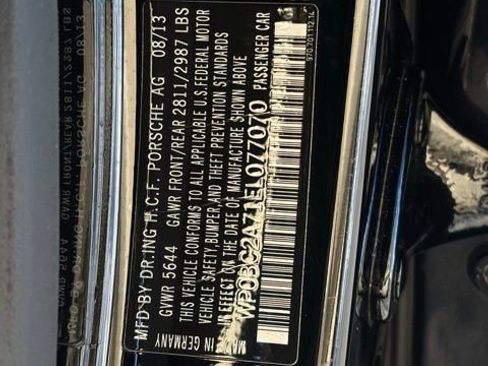 MFD BY DR.ING H.C.F. PORSCHE AG 08/13
GVWR 5644 GAWR FRONT/REAR 2811/2987 LBS
THIS VEHICLE CONFORMS TO ALL APPLICABLE U.S.FEDERAL MOTOR
VEHICLE SAFETY,BUMPER,AND THEFT PREVENTION STANDARDS
IN EFFECT ON THE DATE OF MANUFACTURE SHOWN ABOVE
WP0BC2A71EL077070 PASSENGER CAR
IN GERMANY